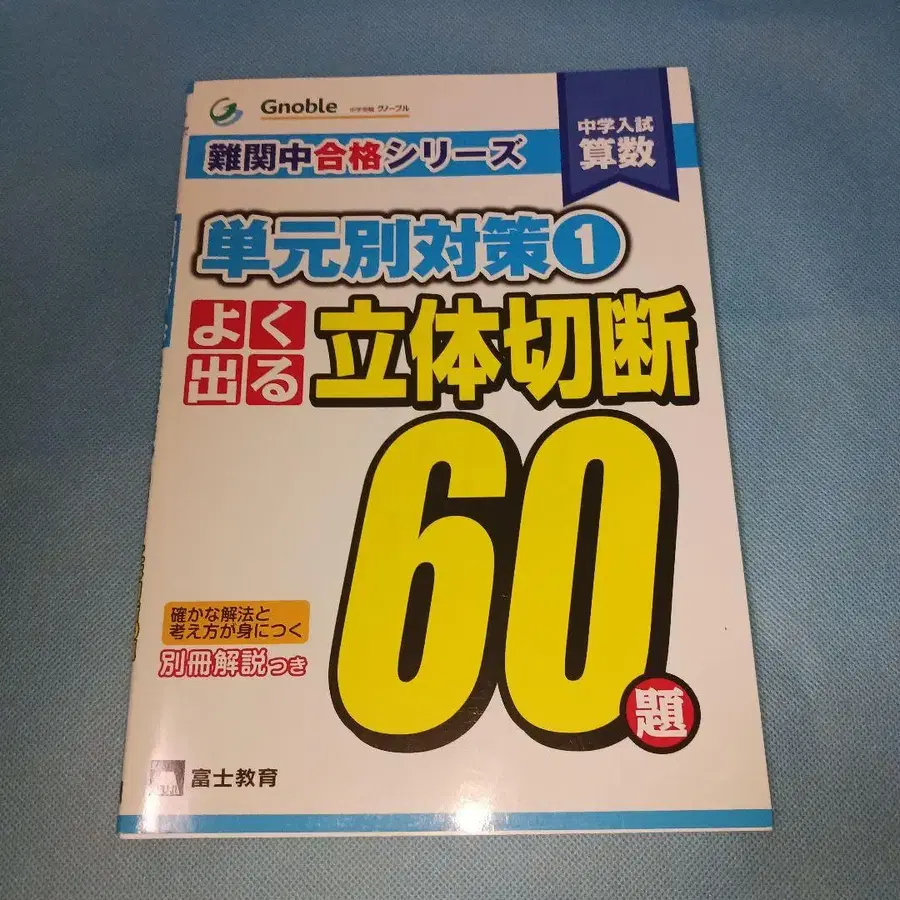 Gnoble 中学受験 グノーブル
中学入試
算数
難関中合格シリーズ
単元別対策❶
よく出る
立体切断
60題
確かな解法と
考え方が身につく
別冊解説つき
富士教育